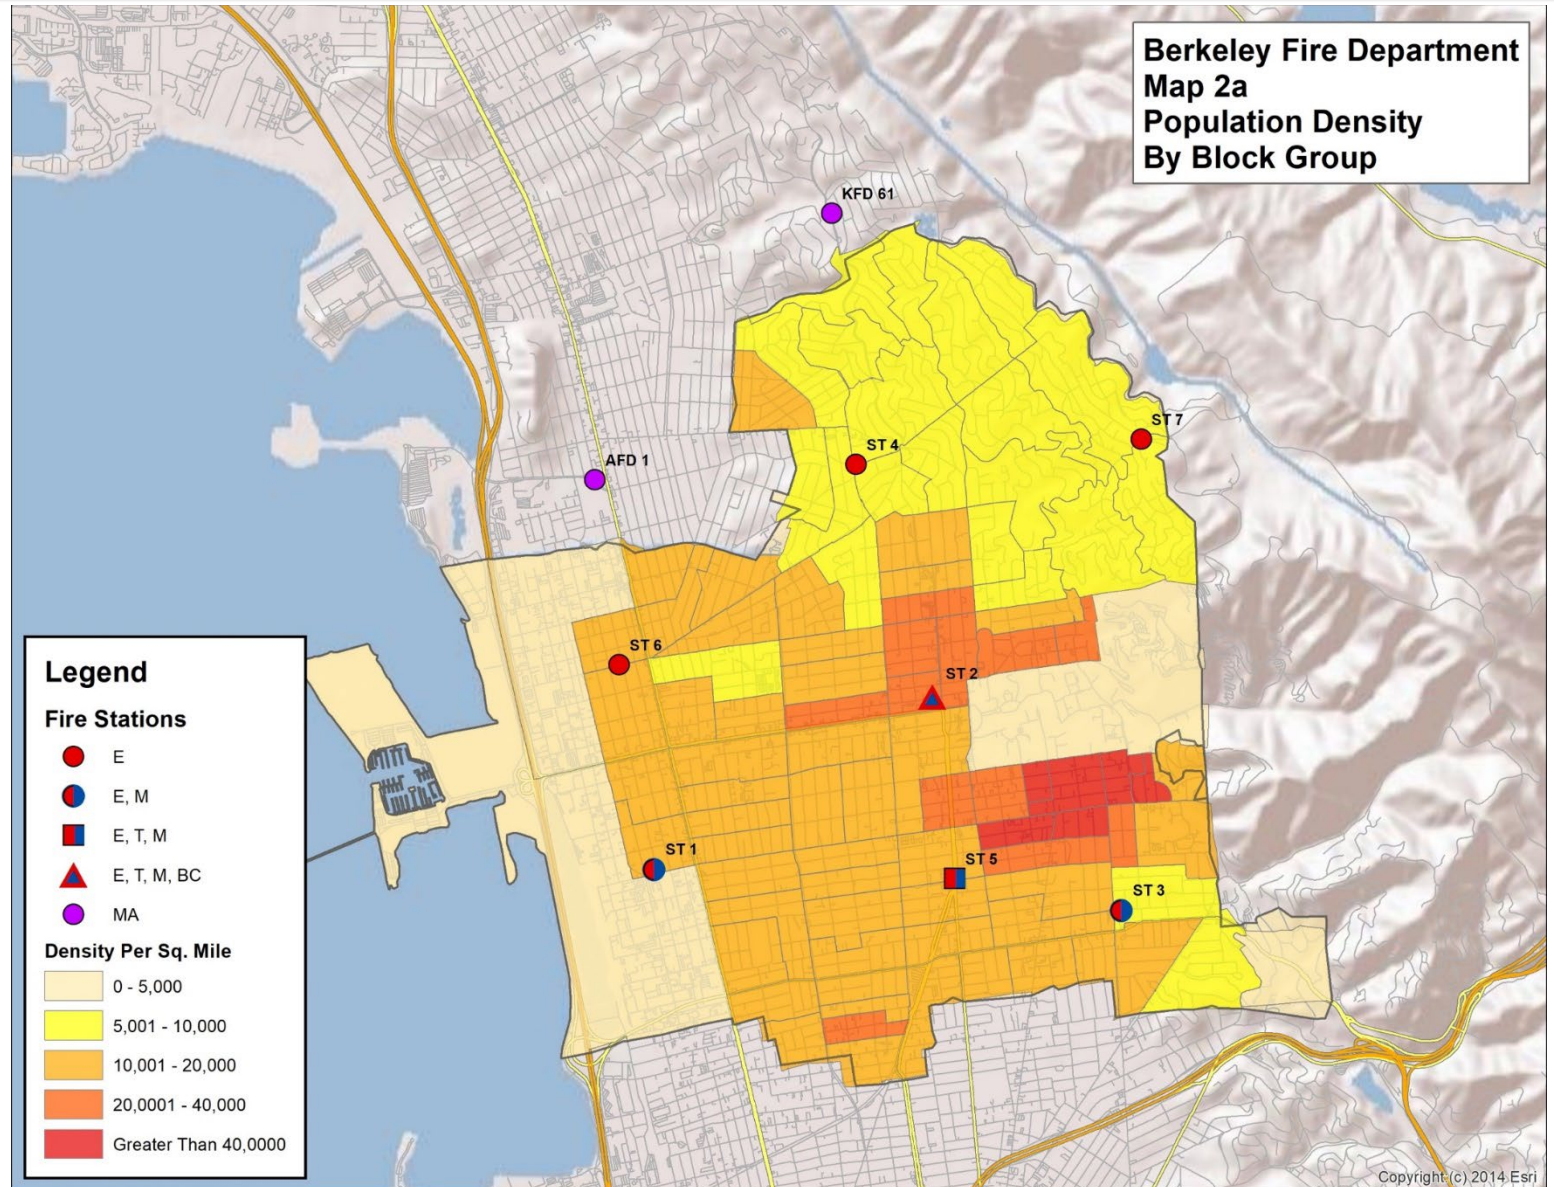 Berkeley Fire Department
Map 2a
Population Density
By Block Group
KFD 61
ST 7
ST 4
AFD 1
ST 6
ST 2
ST 1
ST 5
ST 3
Legend
Fire Stations
E
E, M
E, T, M
E, T, M, BC
MA
Density Per Sq. Mile
0 - 5,000
5,001 - 10,000
10,001 - 20,000
20,0001 - 40,000
Greater Than 40,0000
Copyright (c) 2014 Esri